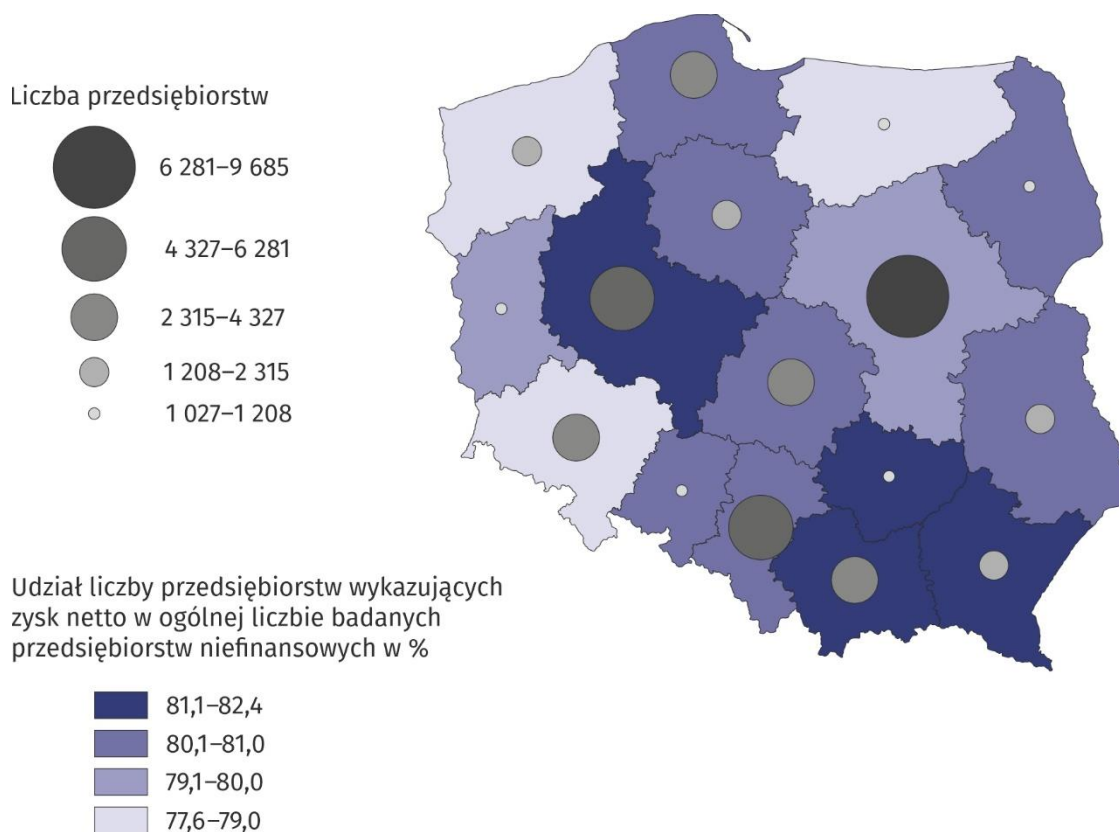 Liczba przedsiębiorstw
6 281–9 685
4 327–6 281
2 315–4 327
1 208–2 315
1 027–1 208
Udział liczby przedsiębiorstw wykazujących
zysk netto w ogólnej liczbie badanych
przedsiębiorstw niefinansowych w %
81,1–82,4
80,1–81,0
79,1–80,0
77,6–79,0